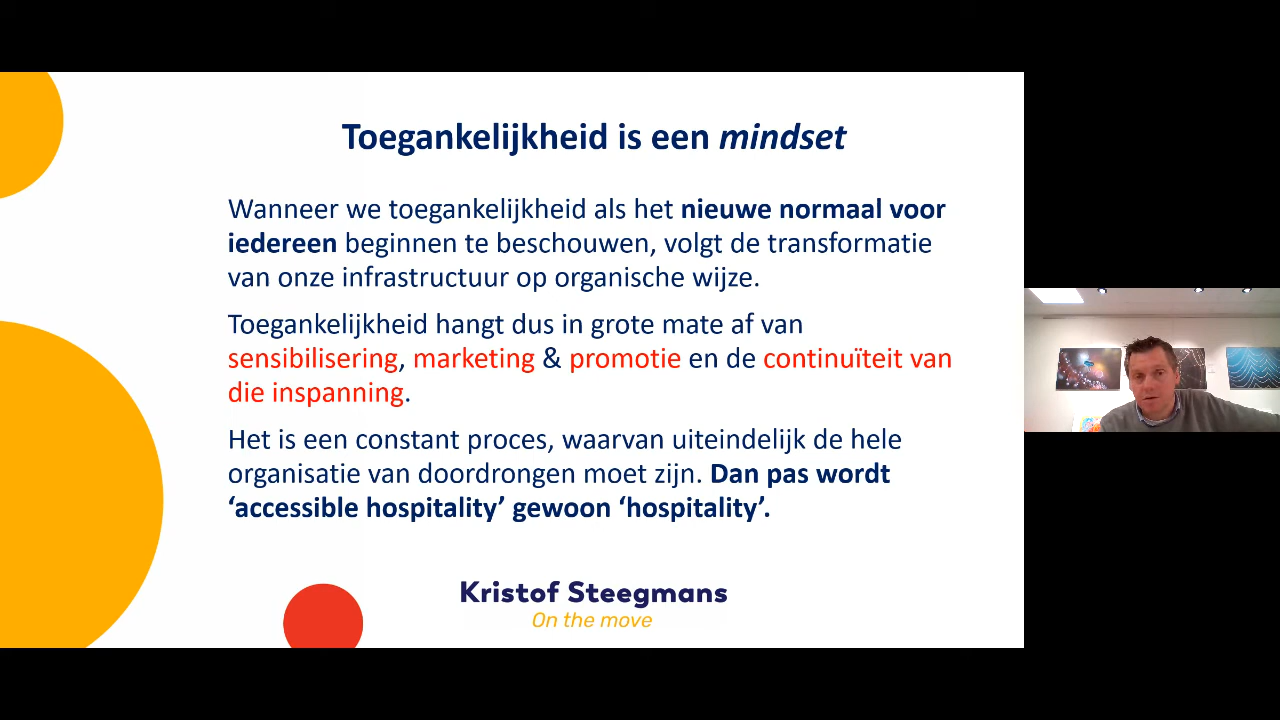 Toegankelijkheid is een mindset
Wanneer we toegankelijkheid als het nieuwe normaal voor
iedereen beginnen te beschouwen, volgt de transformatie
van onze infrastructuur op organische wijze.
Toegankelijkheid hangt dus in grote mate af van
sensibilisering, marketing & promotie en de continuïteit van
die inspanning.
Het is een constant proces, waarvan uiteindelijk de hele
organisatie van doordrongen moet zijn. Dan pas wordt
‘accessible hospitality’ gewoon ‘hospitality’.
Kristof Steegmans
On the move